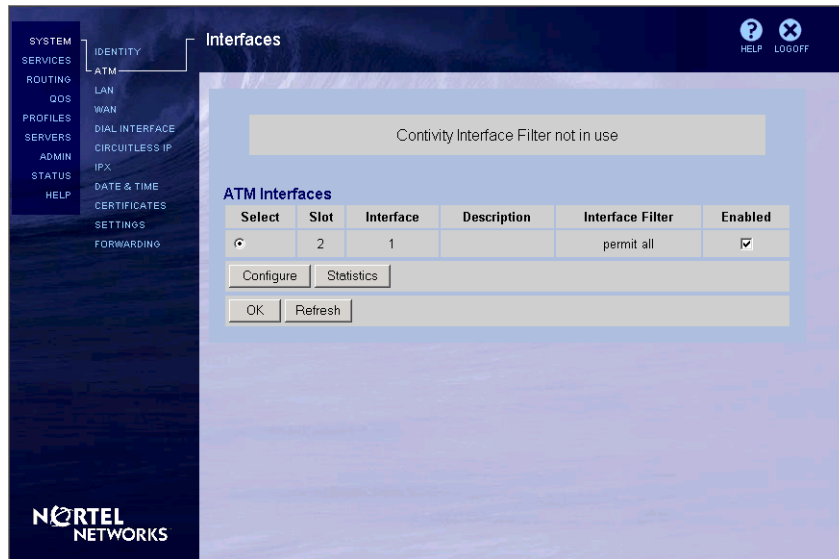 SYSTEM
SERVICES
ROUTING
QOS
PROFILES
SERVERS
ADMIN
STATUS
HELP
IDENTITY
ATM
LAN
WAN
DIAL INTERFACE
CIRCUITLESS IP
IPX
DATE & TIME
CERTIFICATES
SETTINGS
FORWARDING
Interfaces
HELP LOGOFF
Contivity Interface Filter not in use
ATM Interfaces
Select Slot Interface Description Interface Filter Enabled
2 1 permit all
Configure Statistics
OK Refresh
NORTEL
NETWORKS